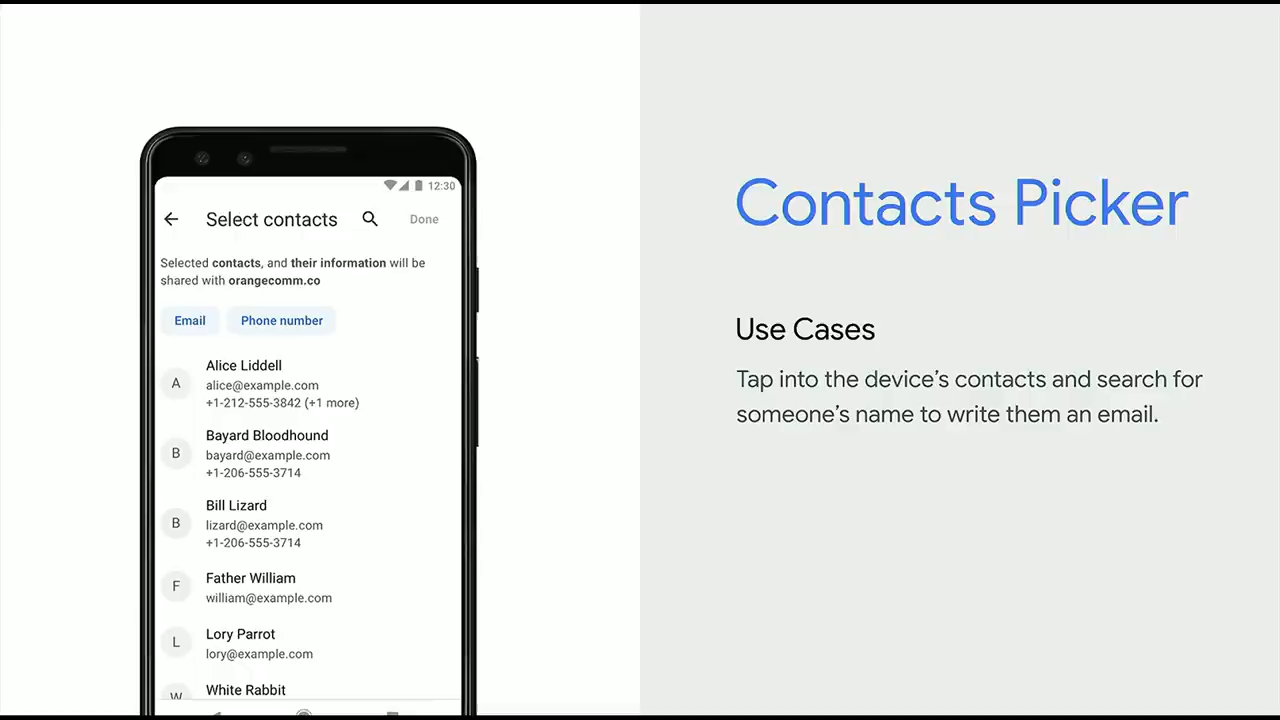 12:30
Select contacts
Done
Selected contacts, and their information will be
shared with orangecomm.co
Email
Phone number
A
Alice Liddell
alice@example.com
+1-212-555-3842 (+1 more)
B
Bayard Bloodhound
bayard@example.com
+1-206-555-3714
B
Bill Lizard
lizard@example.com
+1-206-555-3714
F
Father William
william@example.com
L
Lory Parrot
lory@example.com
W
White Rabbit
Contacts Picker
Use Cases
Tap into the device’s contacts and search for
someone’s name to write them an email.